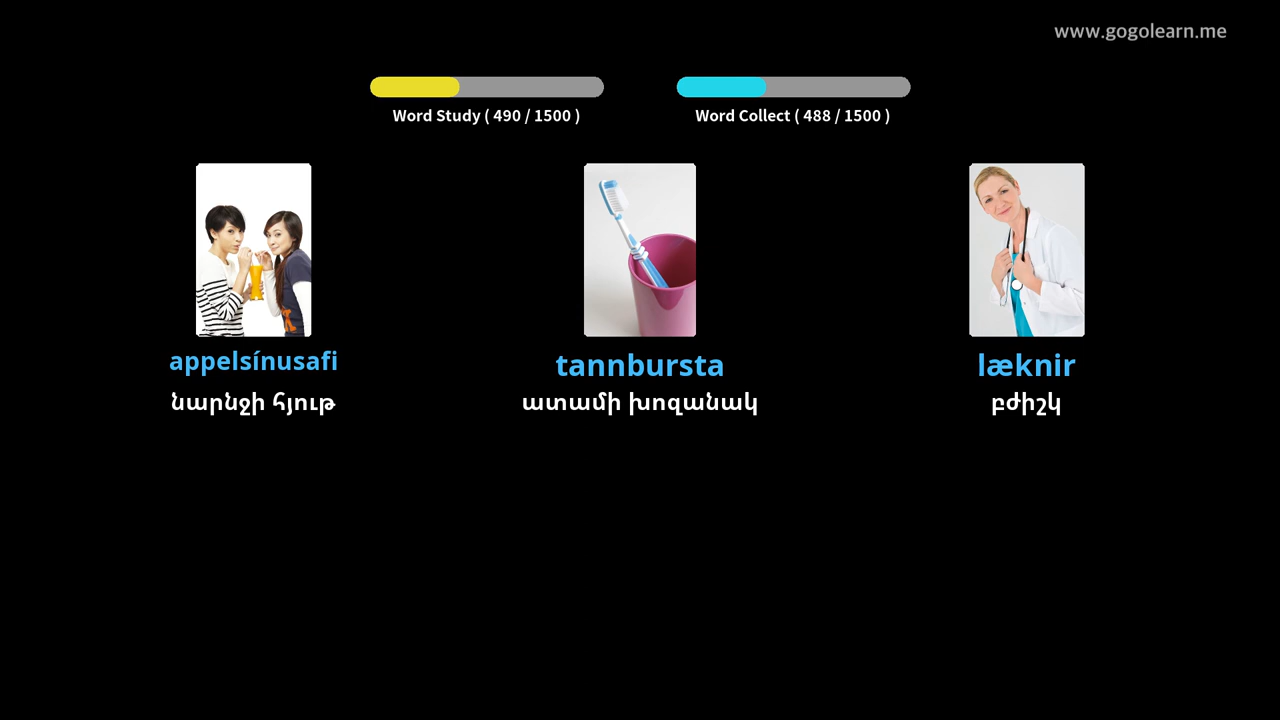 www.gogolearn.me
Word Study ( 490 / 1500 )
Word Collect ( 488 / 1500 )
appelsínusafi
նարնջի հյութ
tannbursta
ատամի խոզանակ
læknir
բժիշկ